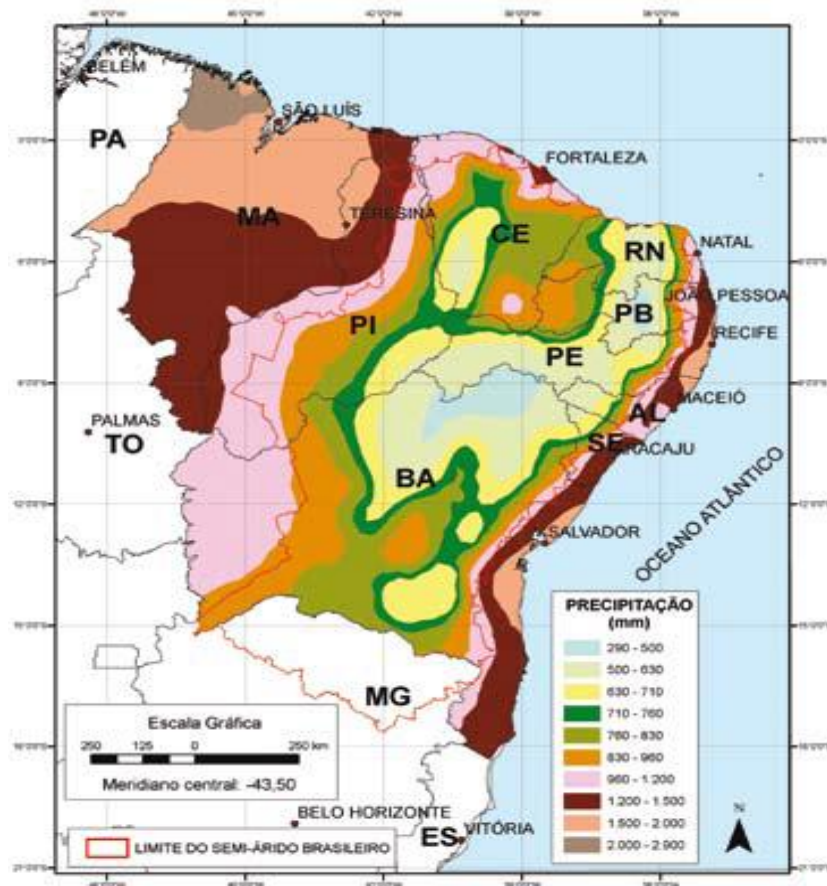 BELÉM
SÃO LUÍS
PA
FORTALEZA
MA
TERESINA
CE
RN
NATAL
JOÃO PESSOA
PB
PI
PE
RECIFE
MACEIÓ
AL
PALMAS
TO
SE
ARACAJU
BA
OCEANO ATLÂNTICO
SALVADOR
MG
PRECIPITAÇÃO
(mm)
290 - 500
500 - 630
630 - 710
710 - 760
760 - 830
830 - 960
960 - 1.200
1.200 - 1.500
1.500 - 2.000
2.000 - 2.900
Escala Gráfica
250 125 0 250 km
Meridiano central: -43,50
BELO HORIZONTE
ES
VITÓRIA
N
LIMITE DO SEMI-ÁRIDO BRASILEIRO